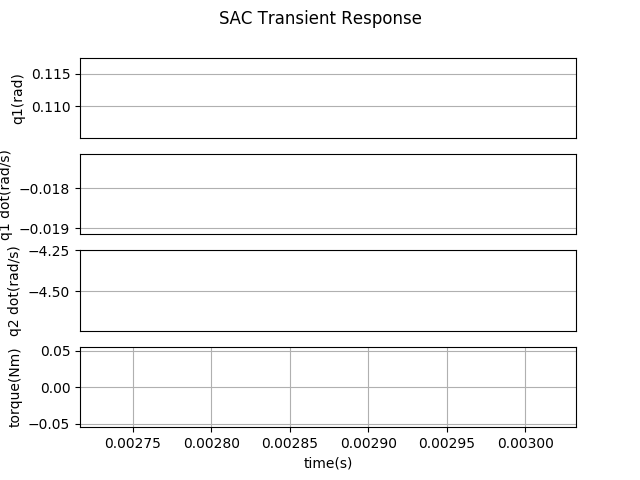 SAC Transient Response
q1(rad)
0.115
0.110
q1 dot(rad/s)
−0.018
−0.019
q2 dot(rad/s)
−4.25
−4.50
torque(Nm)
0.05
0.00
−0.05
0.00275 0.00280 0.00285 0.00290 0.00295 0.00300
time(s)